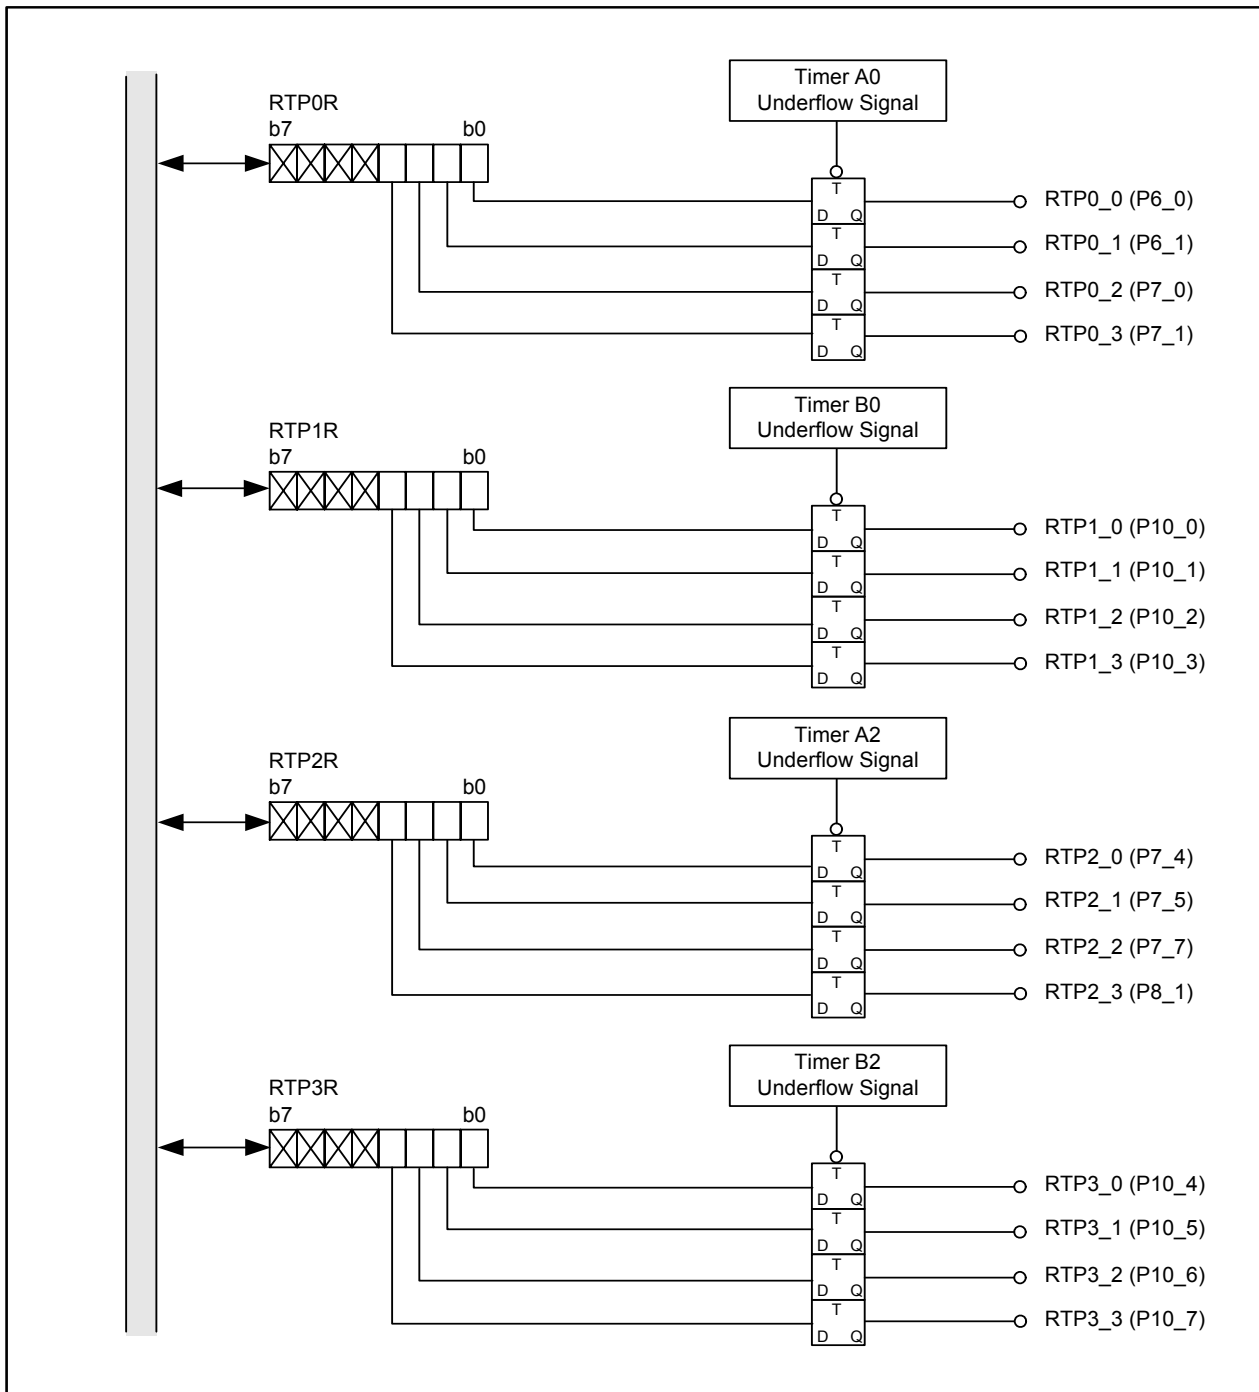 Timer A0
Underflow Signal
RTP0R
b7 b0
T
D Q
T
D Q
T
D Q
T
D Q
RTP0_0 (P6_0)
RTP0_1 (P6_1)
RTP0_2 (P7_0)
RTP0_3 (P7_1)
Timer B0
Underflow Signal
RTP1R
b7 b0
T
D Q
T
D Q
T
D Q
T
D Q
RTP1_0 (P10_0)
RTP1_1 (P10_1)
RTP1_2 (P10_2)
RTP1_3 (P10_3)
Timer A2
Underflow Signal
RTP2R
b7 b0
T
D Q
T
D Q
T
D Q
T
D Q
RTP2_0 (P7_4)
RTP2_1 (P7_5)
RTP2_2 (P7_7)
RTP2_3 (P8_1)
Timer B2
Underflow Signal
RTP3R
b7 b0
T
D Q
T
D Q
T
D Q
T
D Q
RTP3_0 (P10_4)
RTP3_1 (P10_5)
RTP3_2 (P10_6)
RTP3_3 (P10_7)